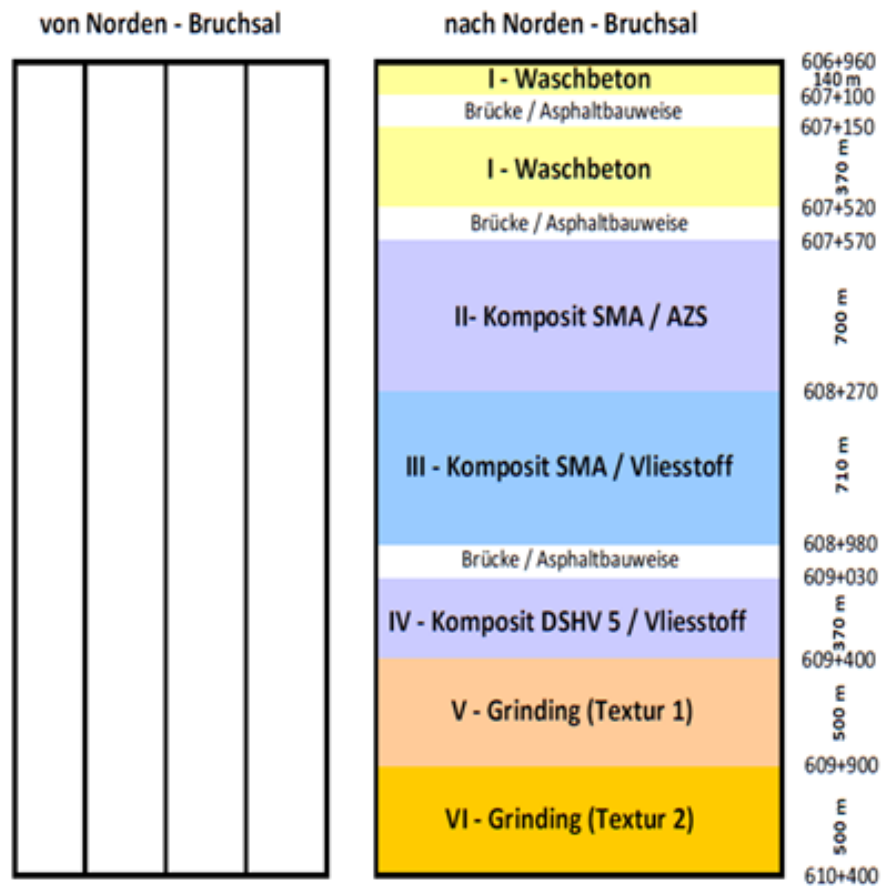 von Norden - Bruchsal
nach Norden - Bruchsal
606+960
I - Waschbeton
140 m
607+100
Brücke / Asphaltbauweise
607+150
I - Waschbeton
370 m
607+520
Brücke / Asphaltbauweise
607+570
II- Komposit SMA / AZS
700 m
608+270
III - Komposit SMA / Vliesstoff
710 m
608+980
Brücke / Asphaltbauweise
609+030
IV - Komposit DSHV 5 / Vliesstoff
370 m
609+400
V - Grinding (Textur 1)
500 m
609+900
VI - Grinding (Textur 2)
500 m
610+400